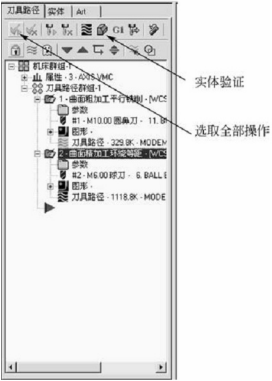 刀具路径 实体 Art
G1
机床群组-1
属性 - 3 - AXIS VMC
刀具路径群组-1
1 - 曲面粗加工平行铣削 - [WCS
参数
#1 - M10.00 圆鼻刀 - 11. B
图形 -
刀具路径 - 329.8K - MODEM
2 - 曲面精加工环绕等距 - [WCS
参数
#2 - M6.00 球刀 - 6. BALL E
图形 -
刀具路径 - 1118.8K - MODE
实体验证
选取全部操作